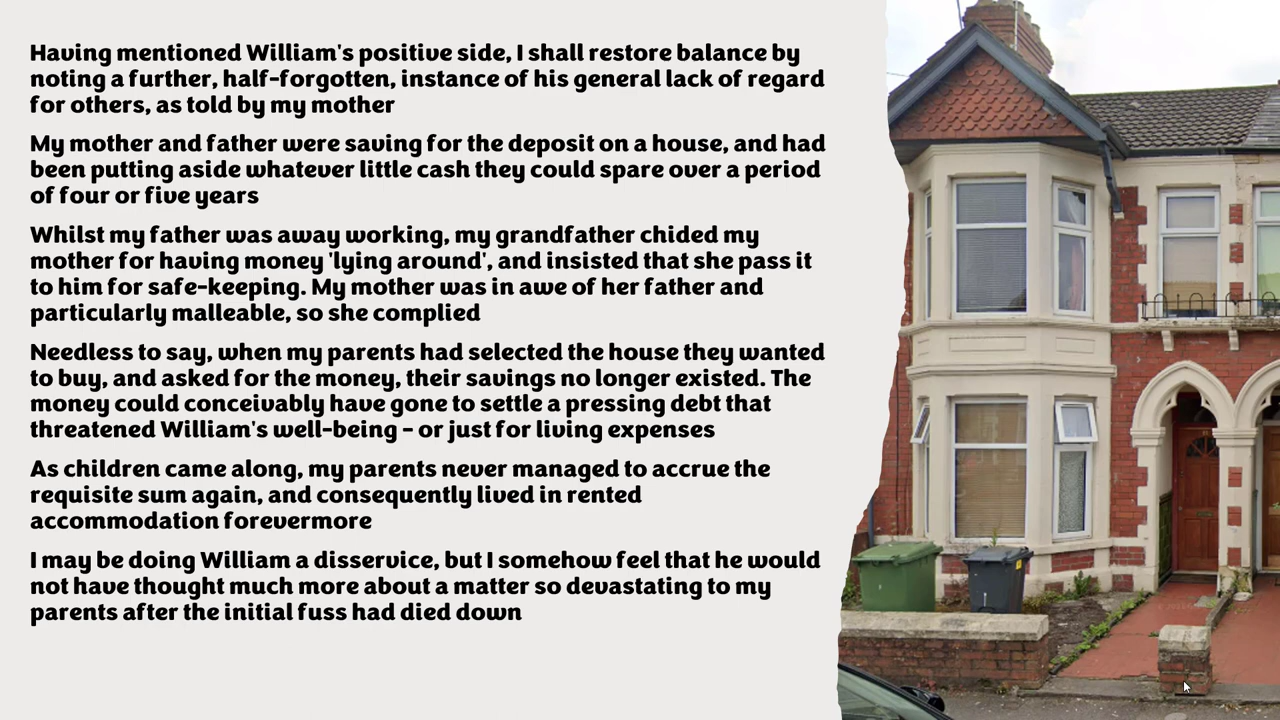 Having mentioned William's positive side, I shall restore balance by
noting a further, half-forgotten, instance of his general lack of regard
for others, as told by my mother
My mother and father were saving for the deposit on a house, and had
been putting aside whatever little cash they could spare over a period
of four or five years
Whilst my father was away working, my grandfather chided my
mother for having money 'lying around', and insisted that she pass it
to him for safe-keeping. My mother was in awe of her father and
particularly malleable, so she complied
Needless to say, when my parents had selected the house they wanted
to buy, and asked for the money, their savings no longer existed. The
money could conceivably have gone to settle a pressing debt that
threatened William's well-being - or just for living expenses
As children came along, my parents never managed to accrue the
requisite sum again, and consequently lived in rented
accommodation forevermore
I may be doing William a disservice, but I somehow feel that he would
not have thought much more about a matter so devastating to my
parents after the initial fuss had died down